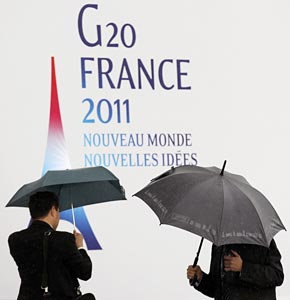 G20
FRANCE
2011
NOUVEAU MONDE
NOUVELLES IDÉES